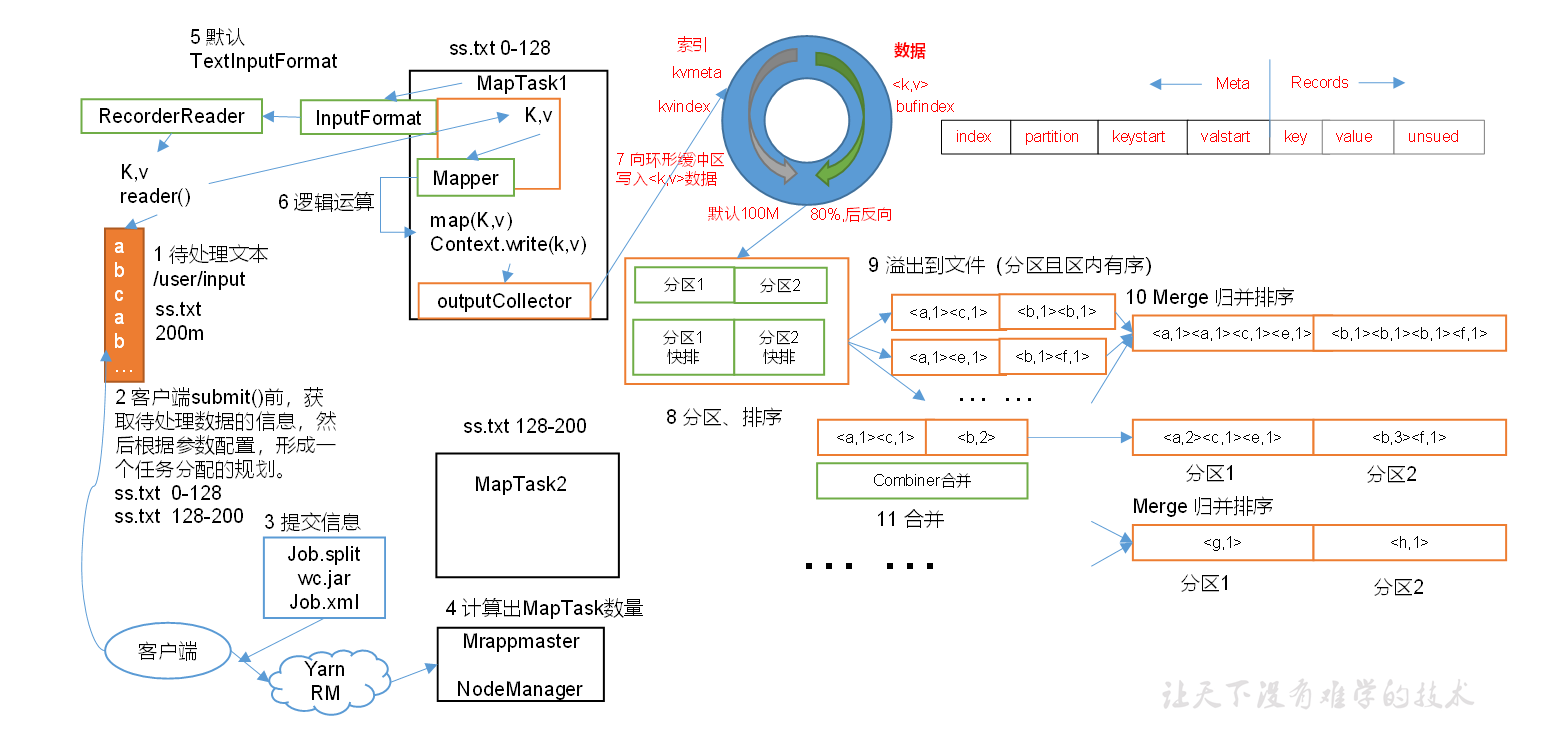 5 默认
TextInputFormat
ss.txt 0-128
MapTask1
RecorderReader
InputFormat
K,v
K,v
reader()
Mapper
6 逻辑运算
map(K,v)
Context.write(k,v)
outputCollector
a
b
c
a
b
...
1 待处理文本
/user/input
ss.txt
200m
2 客户端submit()前，获
取待处理数据的信息，然
后根据参数配置，形成一
个任务分配的规划。
ss.txt 0-128
ss.txt 128-200
3 提交信息
Job.split
wc.jar
Job.xml
客户端
Yarn
RM
ss.txt 128-200
MapTask2
4 计算出MapTask数量
Mrappmaster
NodeManager
索引
kvmeta
kvindex
数据
<k,v>
bufindex
7 向环形缓冲区
写入<k,v>数据
默认100M
80%,后反向
Meta
Records
index
partition
keystart
valstart
key
value
unsued
分区1
分区2
分区1
快排
分区2
快排
8 分区、排序
9 溢出到文件（分区且区内有序）
<a,1><c,1>
<b,1><b,1>
<a,1><e,1>
<b,1><f,1>
... ...
10 Merge 归并排序
<a,1><a,1><c,1><e,1>
<b,1><b,1><b,1><f,1>
<a,1><c,1>
<b,2>
Combiner合并
11 合并
<a,2><c,1><e,1>
<b,3><f,1>
分区1
分区2
Merge 归并排序
<g,1>
<h,1>
分区1
分区2
... ...
让天下没有难学的技术